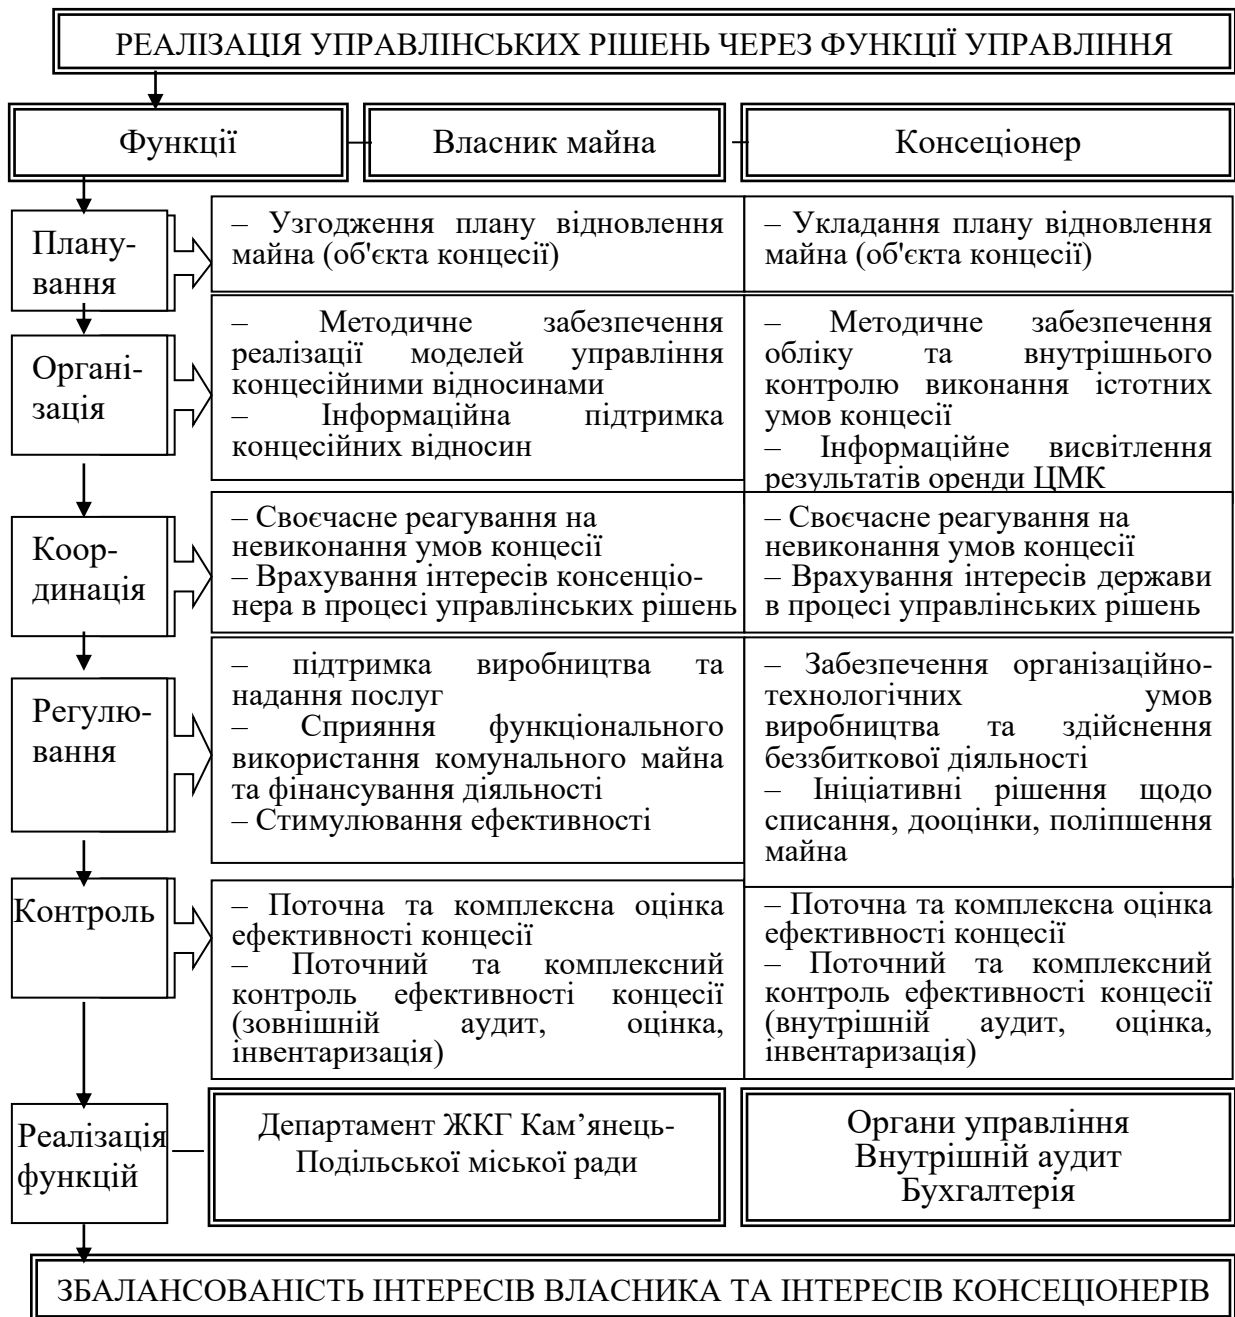 РЕАЛІЗАЦІЯ УПРАВЛІНСЬКИХ РІШЕНЬ ЧЕРЕЗ ФУНКЦІЇ УПРАВЛІННЯ
Функції
Власник майна
Консеціонер
Плану-
вання
– Узгодження плану відновлення
майна (об'єкта концесії)
– Укладання плану відновлення
майна (об'єкта концесії)
Органі-
зація
– Методичне забезпечення
реалізації моделей управління
концесійними відносинами
– Інформаційна підтримка
концесійних відносин
– Методичне забезпечення
обліку та внутрішнього
контролю виконання істотних
умов концесії
– Інформаційне висвітлення
результатів оренди ЦМК
Коор-
динація
– Своєчасне реагування на
невиконання умов концесії
– Врахування інтересів консенціо-
нера в процесі управлінських рішень
– Своєчасне реагування на
невиконання умов концесії
– Врахування інтересів держави
в процесі управлінських рішень
Регулю-
вання
– підтримка виробництва та
надання послуг
– Сприяння функціонального
використання комунального майна
та фінансування діяльності
– Стимулювання ефективності
– Забезпечення організаційно-
технологічних умов
виробництва та здійснення
беззбиткової діяльності
– Ініціативні рішення щодо
списання, дооцінки, поліпшення
майна
Контроль
– Поточна та комплексна оцінка
ефективності концесії
– Поточний та комплексний
контроль ефективності концесії
(зовнішній аудит, оцінка,
інвентаризація)
– Поточна та комплексна оцінка
ефективності концесії
– Поточний та комплексний
контроль ефективності концесії
(внутрішній аудит, оцінка,
інвентаризація)
Реалізація
функцій
Департамент ЖКГ Кам’янець-
Подільської міської ради
Органи управління
Внутрішній аудит
Бухгалтерія
ЗБАЛАНСОВАНІСТЬ ІНТЕРЕСІВ ВЛАСНИКА ТА ІНТЕРЕСІВ КОНСЕЦІОНЕРІВ